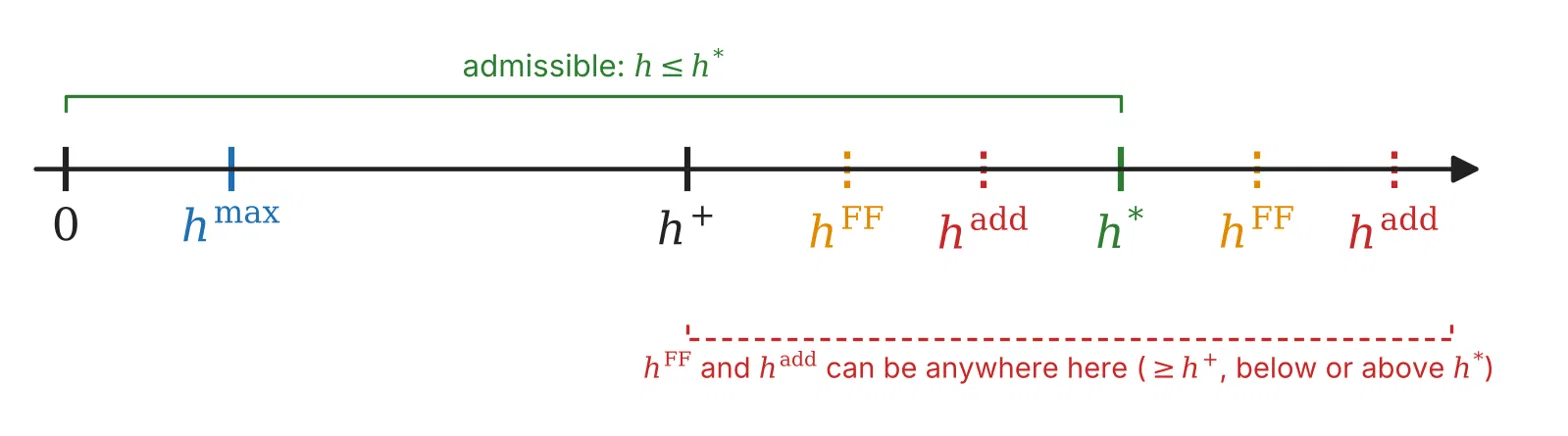 admissible: h ≤ h*
0 h^max h^+ h^FF h^add h* h^FF h^add
h^FF and h^add can be anywhere here (≥ h^+, below or above h*)